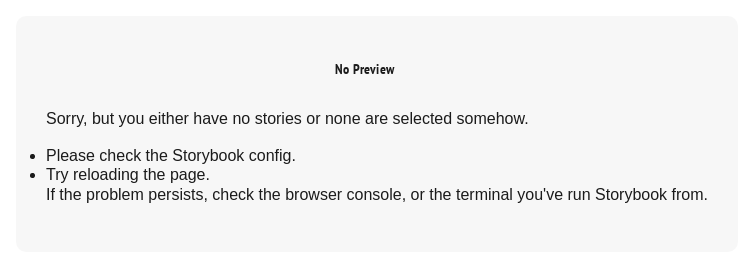 No Preview
Sorry, but you either have no stories or none are selected somehow.
Please check the Storybook config.
Try reloading the page.
If the problem persists, check the browser console, or the terminal you've run Storybook from.